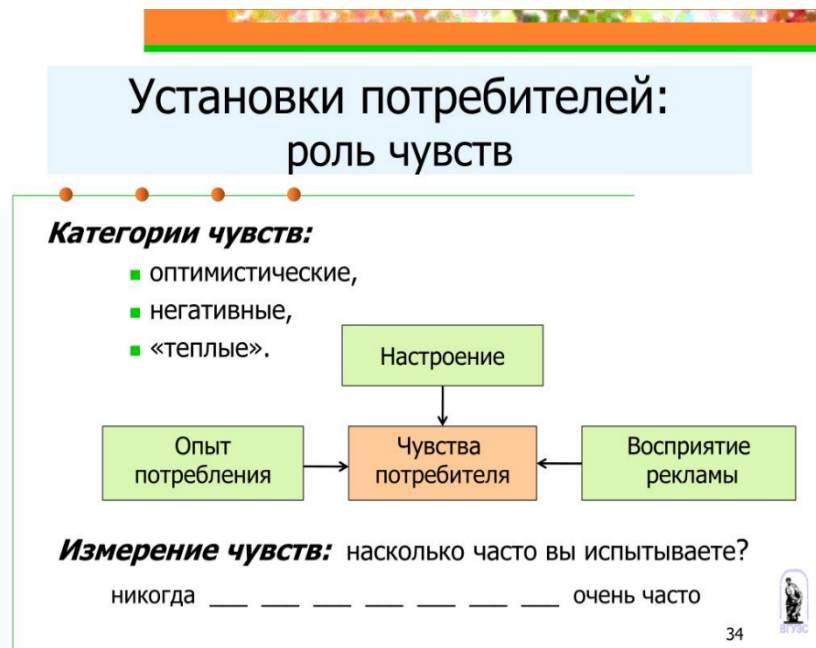 Установки потребителей:
роль чувств
Категории чувств:
оптимистические,
негативные,
«теплые».
Настроение
Опыт
потребления
Чувства
потребителя
Восприятие
рекламы
Измерение чувств: насколько часто вы испытываете?
никогда ___ ___ ___ ___ ___ ___ ___ очень часто
34
ВГУЭС